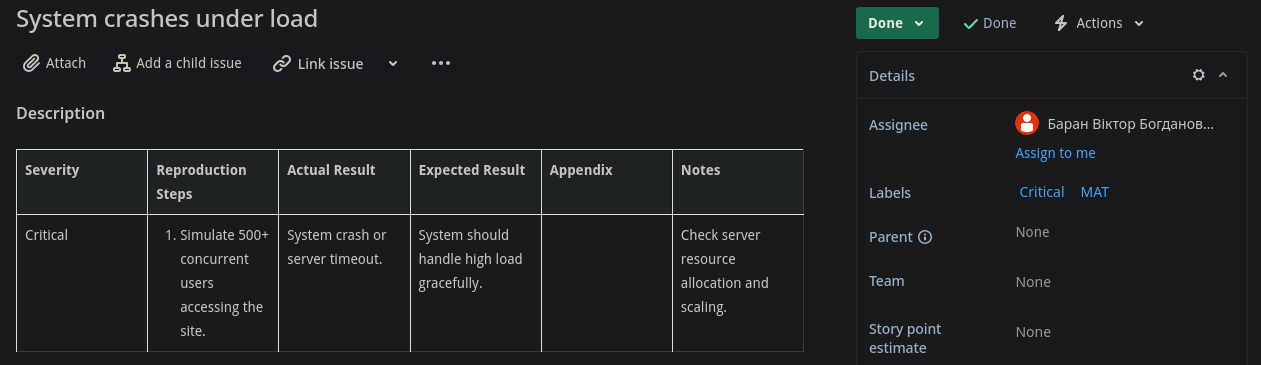 System crashes under load
Attach
Add a child issue
Link issue
Description
Severity
Reproduction
Steps
Actual Result
Expected Result
Appendix
Notes
Critical
1. Simulate 500+
concurrent
users
accessing the
site.
System crash or
server timeout.
System should
handle high load
gracefully.
Check server
resource
allocation and
scaling.
Done
Done
Actions
Details
Assignee
Баран Віктор Богданов...
Assign to me
Labels
Critical
MAT
Parent
None
Team
None
Story point
estimate
None